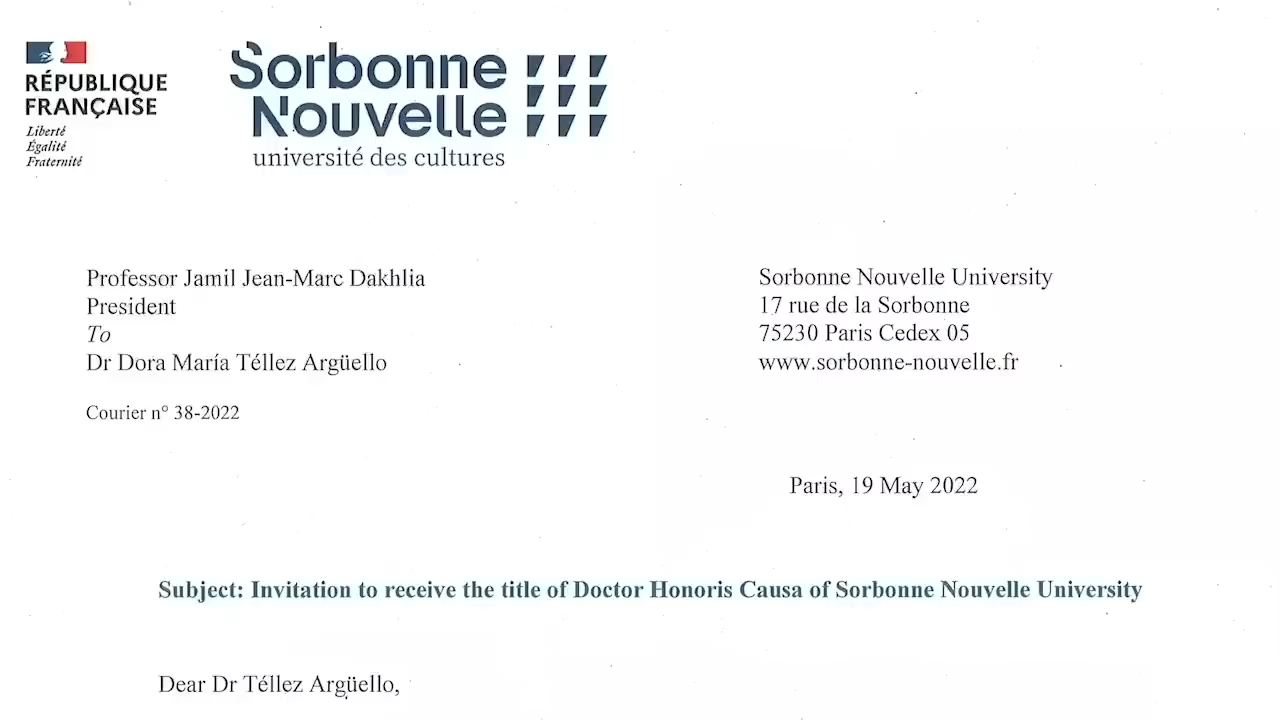 RÉPUBLIQUE
FRANÇAISE
Liberté
Égalité
Fraternité
Sorbonne
Nouvelle
université des cultures
Professor Jamil Jean-Marc Dakhlia
President
To
Dr Dora María Téllez Argüello
Courier n° 38-2022
Sorbonne Nouvelle University
17 rue de la Sorbonne
75230 Paris Cedex 05
www.sorbonne-nouvelle.fr
Paris, 19 May 2022
Subject: Invitation to receive the title of Doctor Honoris Causa of Sorbonne Nouvelle University
Dear Dr Téllez Argüello,